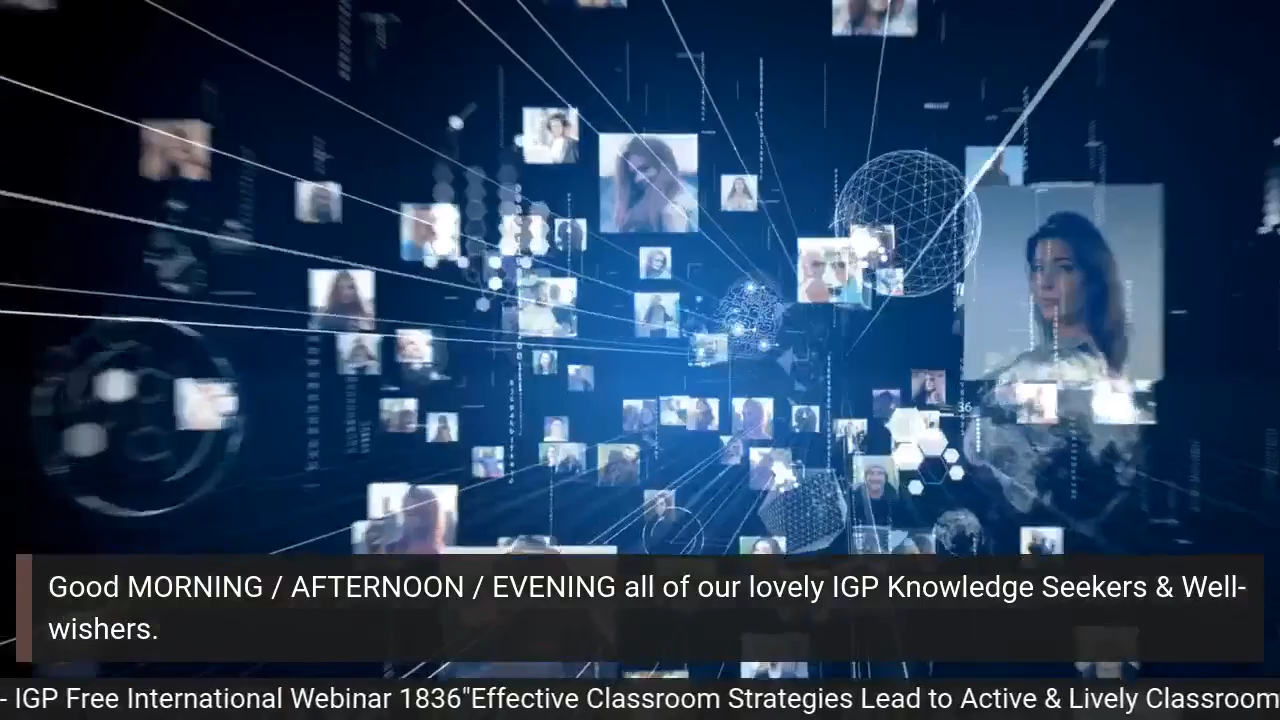 36
Good MORNING / AFTERNOON / EVENING all of our lovely IGP Knowledge Seekers & Well-
wishers.
- IGP Free International Webinar 1836"Effective Classroom Strategies Lead to Active & Lively Classroom